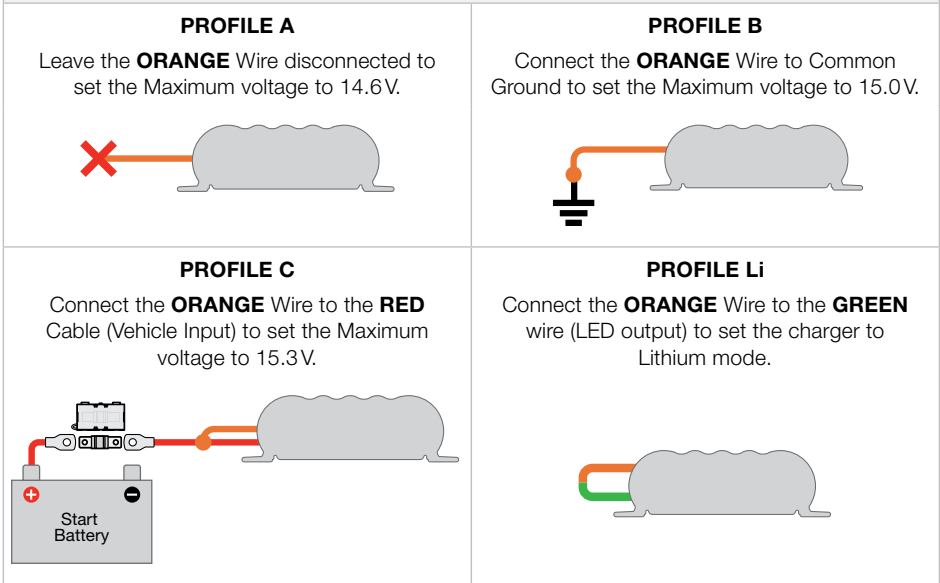 PROFILE A
Leave the ORANGE Wire disconnected to
set the Maximum voltage to 14.6 V.
PROFILE B
Connect the ORANGE Wire to Common
Ground to set the Maximum voltage to 15.0 V.
PROFILE C
Connect the ORANGE Wire to the RED
Cable (Vehicle Input) to set the Maximum
voltage to 15.3 V.
+ −
Start
Battery
PROFILE Li
Connect the ORANGE Wire to the GREEN
wire (LED output) to set the charger to
Lithium mode.